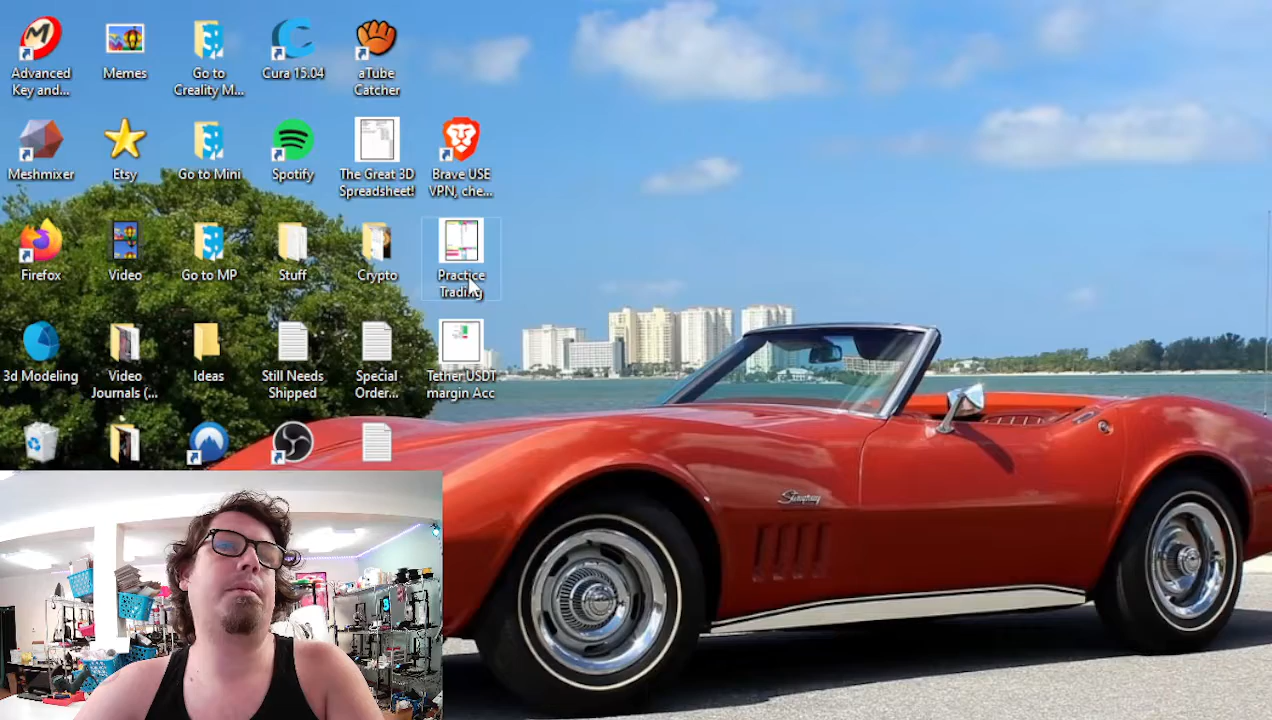 Advanced
Key and...
Memes
Go to
Creality M...
Cura 15.04
aTube
Catcher
Meshmixer
Etsy
Go to Mini
Spotify
The Great 3D
Spreadsheet!
Brave USE
VPN, che...
Firefox
Video
Go to MP
Stuff
Crypto
Practice
Trading
3d Modeling
Video
Journals (...
Ideas
Still Needs
Shipped
Special
Order...
Tether USDT
margin Acc
Stingray